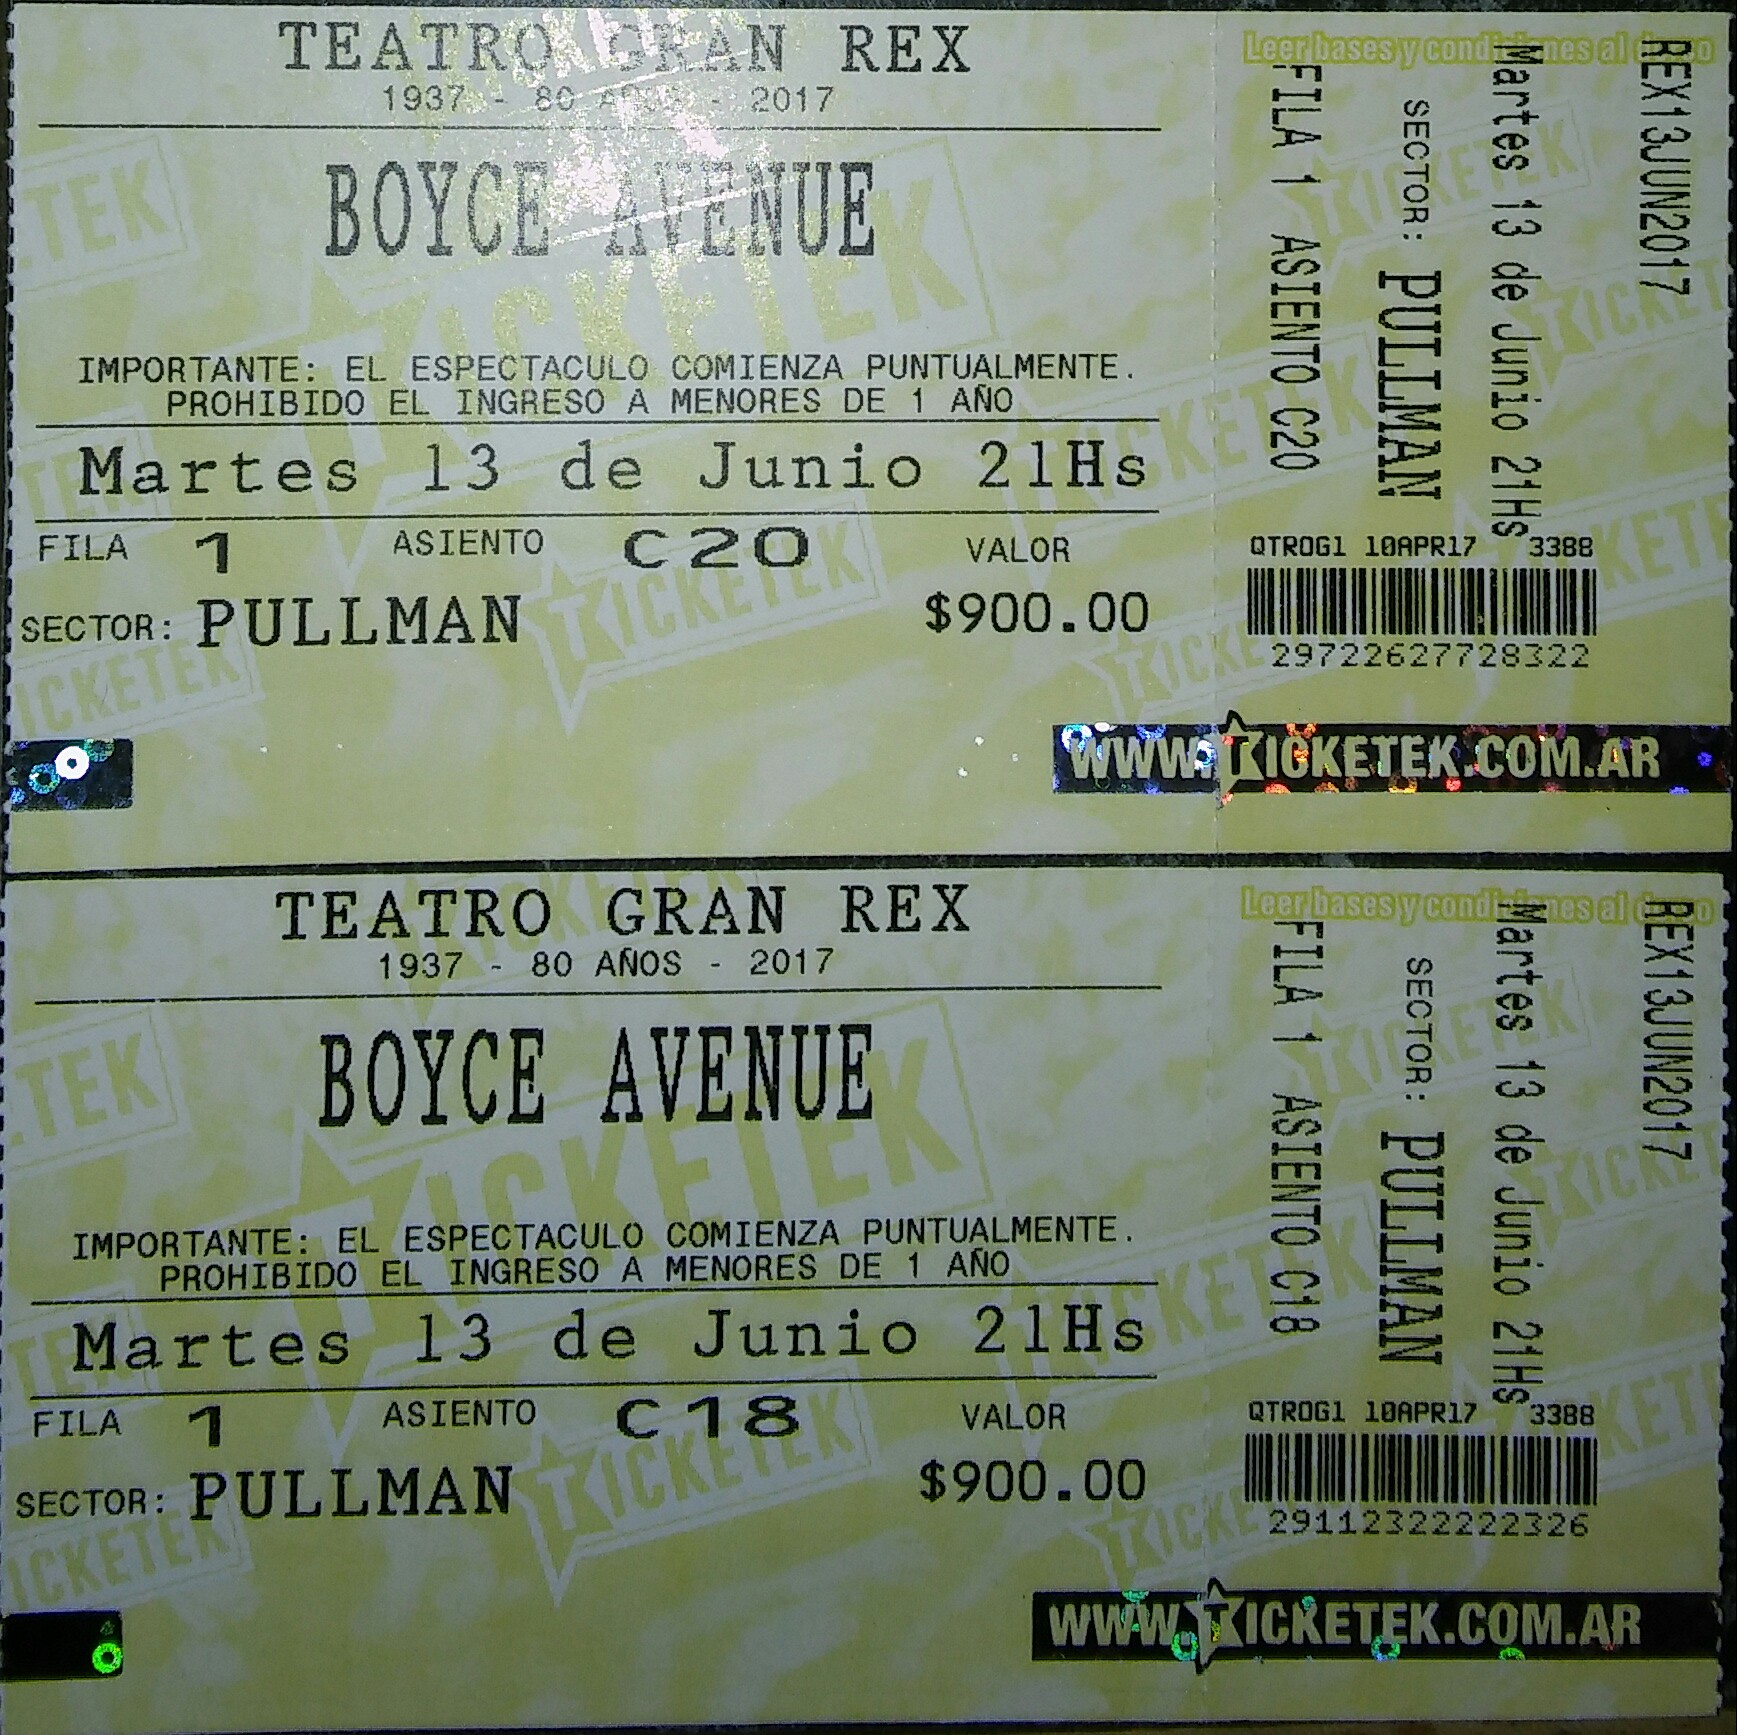 TEATRO GRAN REX
1937 - 80 AÑOS - 2017
BOYCE AVENUE
IMPORTANTE: EL ESPECTACULO COMIENZA PUNTUALMENTE.
PROHIBIDO EL INGRESO A MENORES DE 1 AÑO
Martes 13 de Junio 21Hs
FILA 1 ASIENTO C20 VALOR
SECTOR: PULLMAN $900.00
Leer bases y condiciones al dorso
REX13JUN2017
Martes 13 de Junio 21Hs
SECTOR: PULLMAN
FILA 1 ASIENTO C20
QTROG1 10APR17 3388
29722627728322
WWW.TICKETEK.COM.AR
TEATRO GRAN REX
1937 - 80 AÑOS - 2017
BOYCE AVENUE
IMPORTANTE: EL ESPECTACULO COMIENZA PUNTUALMENTE.
PROHIBIDO EL INGRESO A MENORES DE 1 AÑO
Martes 13 de Junio 21Hs
FILA 1 ASIENTO C18 VALOR
SECTOR: PULLMAN $900.00
Leer bases y condiciones al dorso
REX13JUN2017
Martes 13 de Junio 21Hs
SECTOR: PULLMAN
FILA 1 ASIENTO C18
QTROG1 10APR17 3388
29112322222326
WWW.TICKETEK.COM.AR